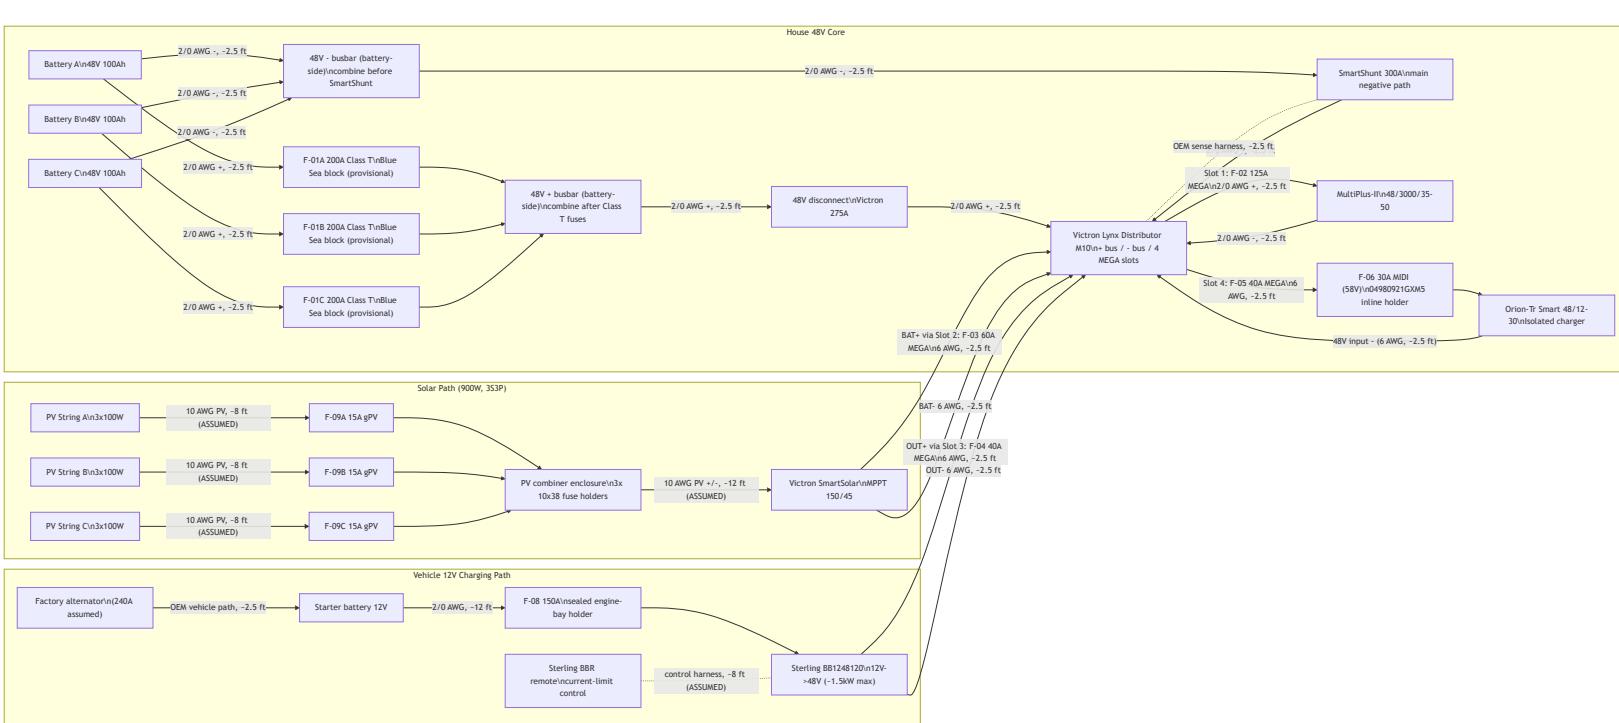 House 48V Core
Battery A\n48V 100Ah
2/0 AWG -, ~2.5 ft
48V - busbar (battery-
side)\ncombine before
SmartShunt
2/0 AWG -, ~2.5 ft
SmartShunt 300A\nmain
negative path
Battery B\n48V 100Ah
2/0 AWG -, ~2.5 ft
2/0 AWG -, ~2.5 ft
Battery C\n48V 100Ah
2/0 AWG +, ~2.5 ft
F-01A 200A Class T\nBlue
Sea block (provisional)
2/0 AWG +, ~2.5 ft
F-01B 200A Class T\nBlue
Sea block (provisional)
2/0 AWG +, ~2.5 ft
F-01C 200A Class T\nBlue
Sea block (provisional)
48V + busbar (battery-
side)\ncombine after Class
T fuses
2/0 AWG +, ~2.5 ft
48V disconnect\nVictron
275A
2/0 AWG +, ~2.5 ft
Victron Lynx Distributor
M10\n+ bus / - bus / 4
MEGA slots
OEM sense harness, ~2.5 ft
Slot 1: F-02 125A
MEGA\n2/0 AWG +, ~2.5 ft
MultiPlus-II\n48/3000/35-
50
2/0 AWG -, ~2.5 ft
Slot 4: F-05 40A MEGA\n6
AWG, ~2.5 ft
F-06 30A MIDI
(58V)\n04980921GXM5
inline holder
Orion-Tr Smart 48/12-
30\nIsolated charger
48V input - (6 AWG, ~2.5 ft)
BAT+ via Slot 2: F-03 60A
MEGA\n6 AWG, ~2.5 ft
BAT- 6 AWG, ~2.5 ft
OUT+ via Slot 3: F-04 40A
MEGA\n6 AWG, ~2.5 ft
OUT- 6 AWG, ~2.5 ft
Solar Path (900W, 3S3P)
PV String A\n3x100W
10 AWG PV, ~8 ft
(ASSUMED)
F-09A 15A gPV
PV String B\n3x100W
10 AWG PV, ~8 ft
(ASSUMED)
F-09B 15A gPV
PV String C\n3x100W
10 AWG PV, ~8 ft
(ASSUMED)
F-09C 15A gPV
PV combiner enclosure\n3x
10x38 fuse holders
10 AWG PV +/-, ~12 ft
(ASSUMED)
Victron SmartSolar\nMPPT
150/45
Vehicle 12V Charging Path
Factory alternator\n(240A
assumed)
OEM vehicle path, ~2.5 ft
Starter battery 12V
2/0 AWG, ~12 ft
F-08 150A\nsealed engine-
bay holder
Sterling BBR
remote\ncurrent-limit
control
control harness, ~8 ft
(ASSUMED)
Sterling BB1248120\n12V-
>48V (~1.5kW max)